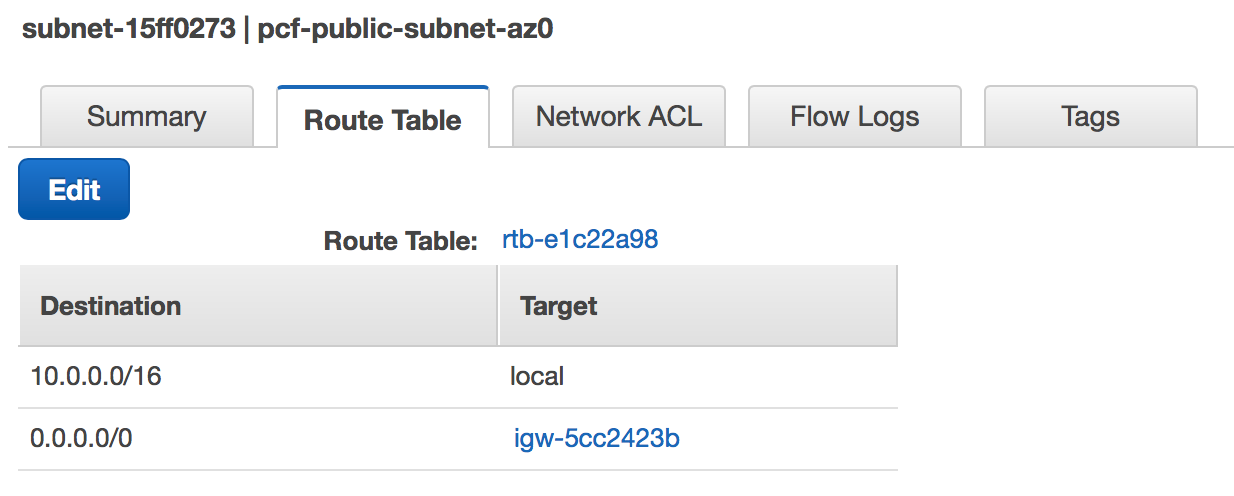 subnet-15ff0273 | pcf-public-subnet-az0
Summary Route Table Network ACL Flow Logs Tags
Edit
Route Table: rtb-e1c22a98
Destination Target
10.0.0.0/16 local
0.0.0.0/0 igw-5cc2423b